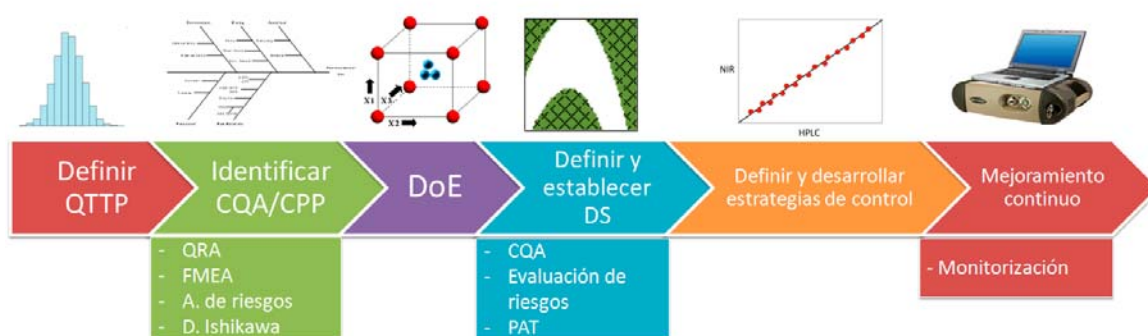 X1
X3
X2
NIR
HPLC
Definir
QTTP
Identificar
CQA/CPP
DoE
Definir y
establecer
DS
Definir y desarrollar
estrategias de control
Mejoramiento
continuo
- QRA
- FMEA
- A. de riesgos
- D. Ishikawa
- CQA
- Evaluación de
riesgos
- PAT
- Monitorización